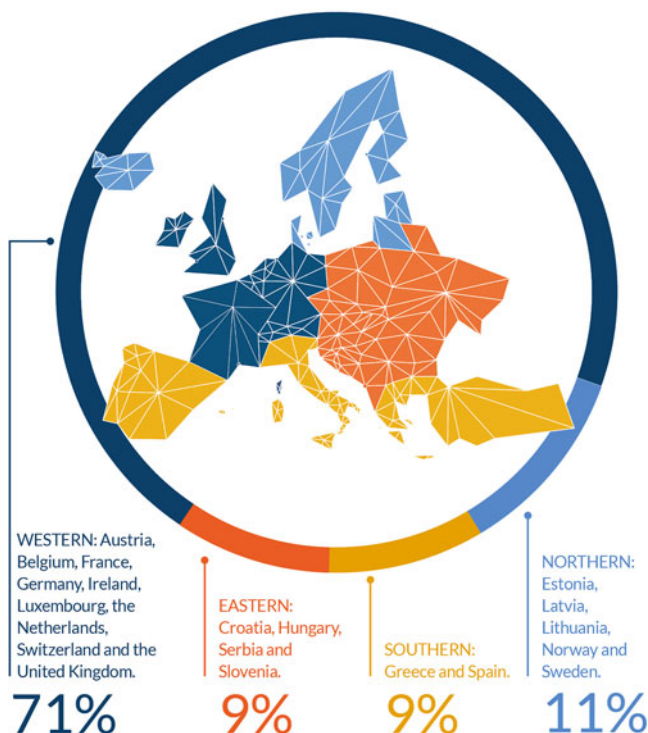 WESTERN: Austria,
Belgium, France,
Germany, Ireland,
Luxembourg, the
Netherlands,
Switzerland and the
United Kingdom.
71%
EASTERN:
Croatia, Hungary,
Serbia and
Slovenia.
9%
SOUTHERN:
Greece and Spain.
9%
NORTHERN:
Estonia,
Latvia,
Lithuania,
Norway and
Sweden.
11%